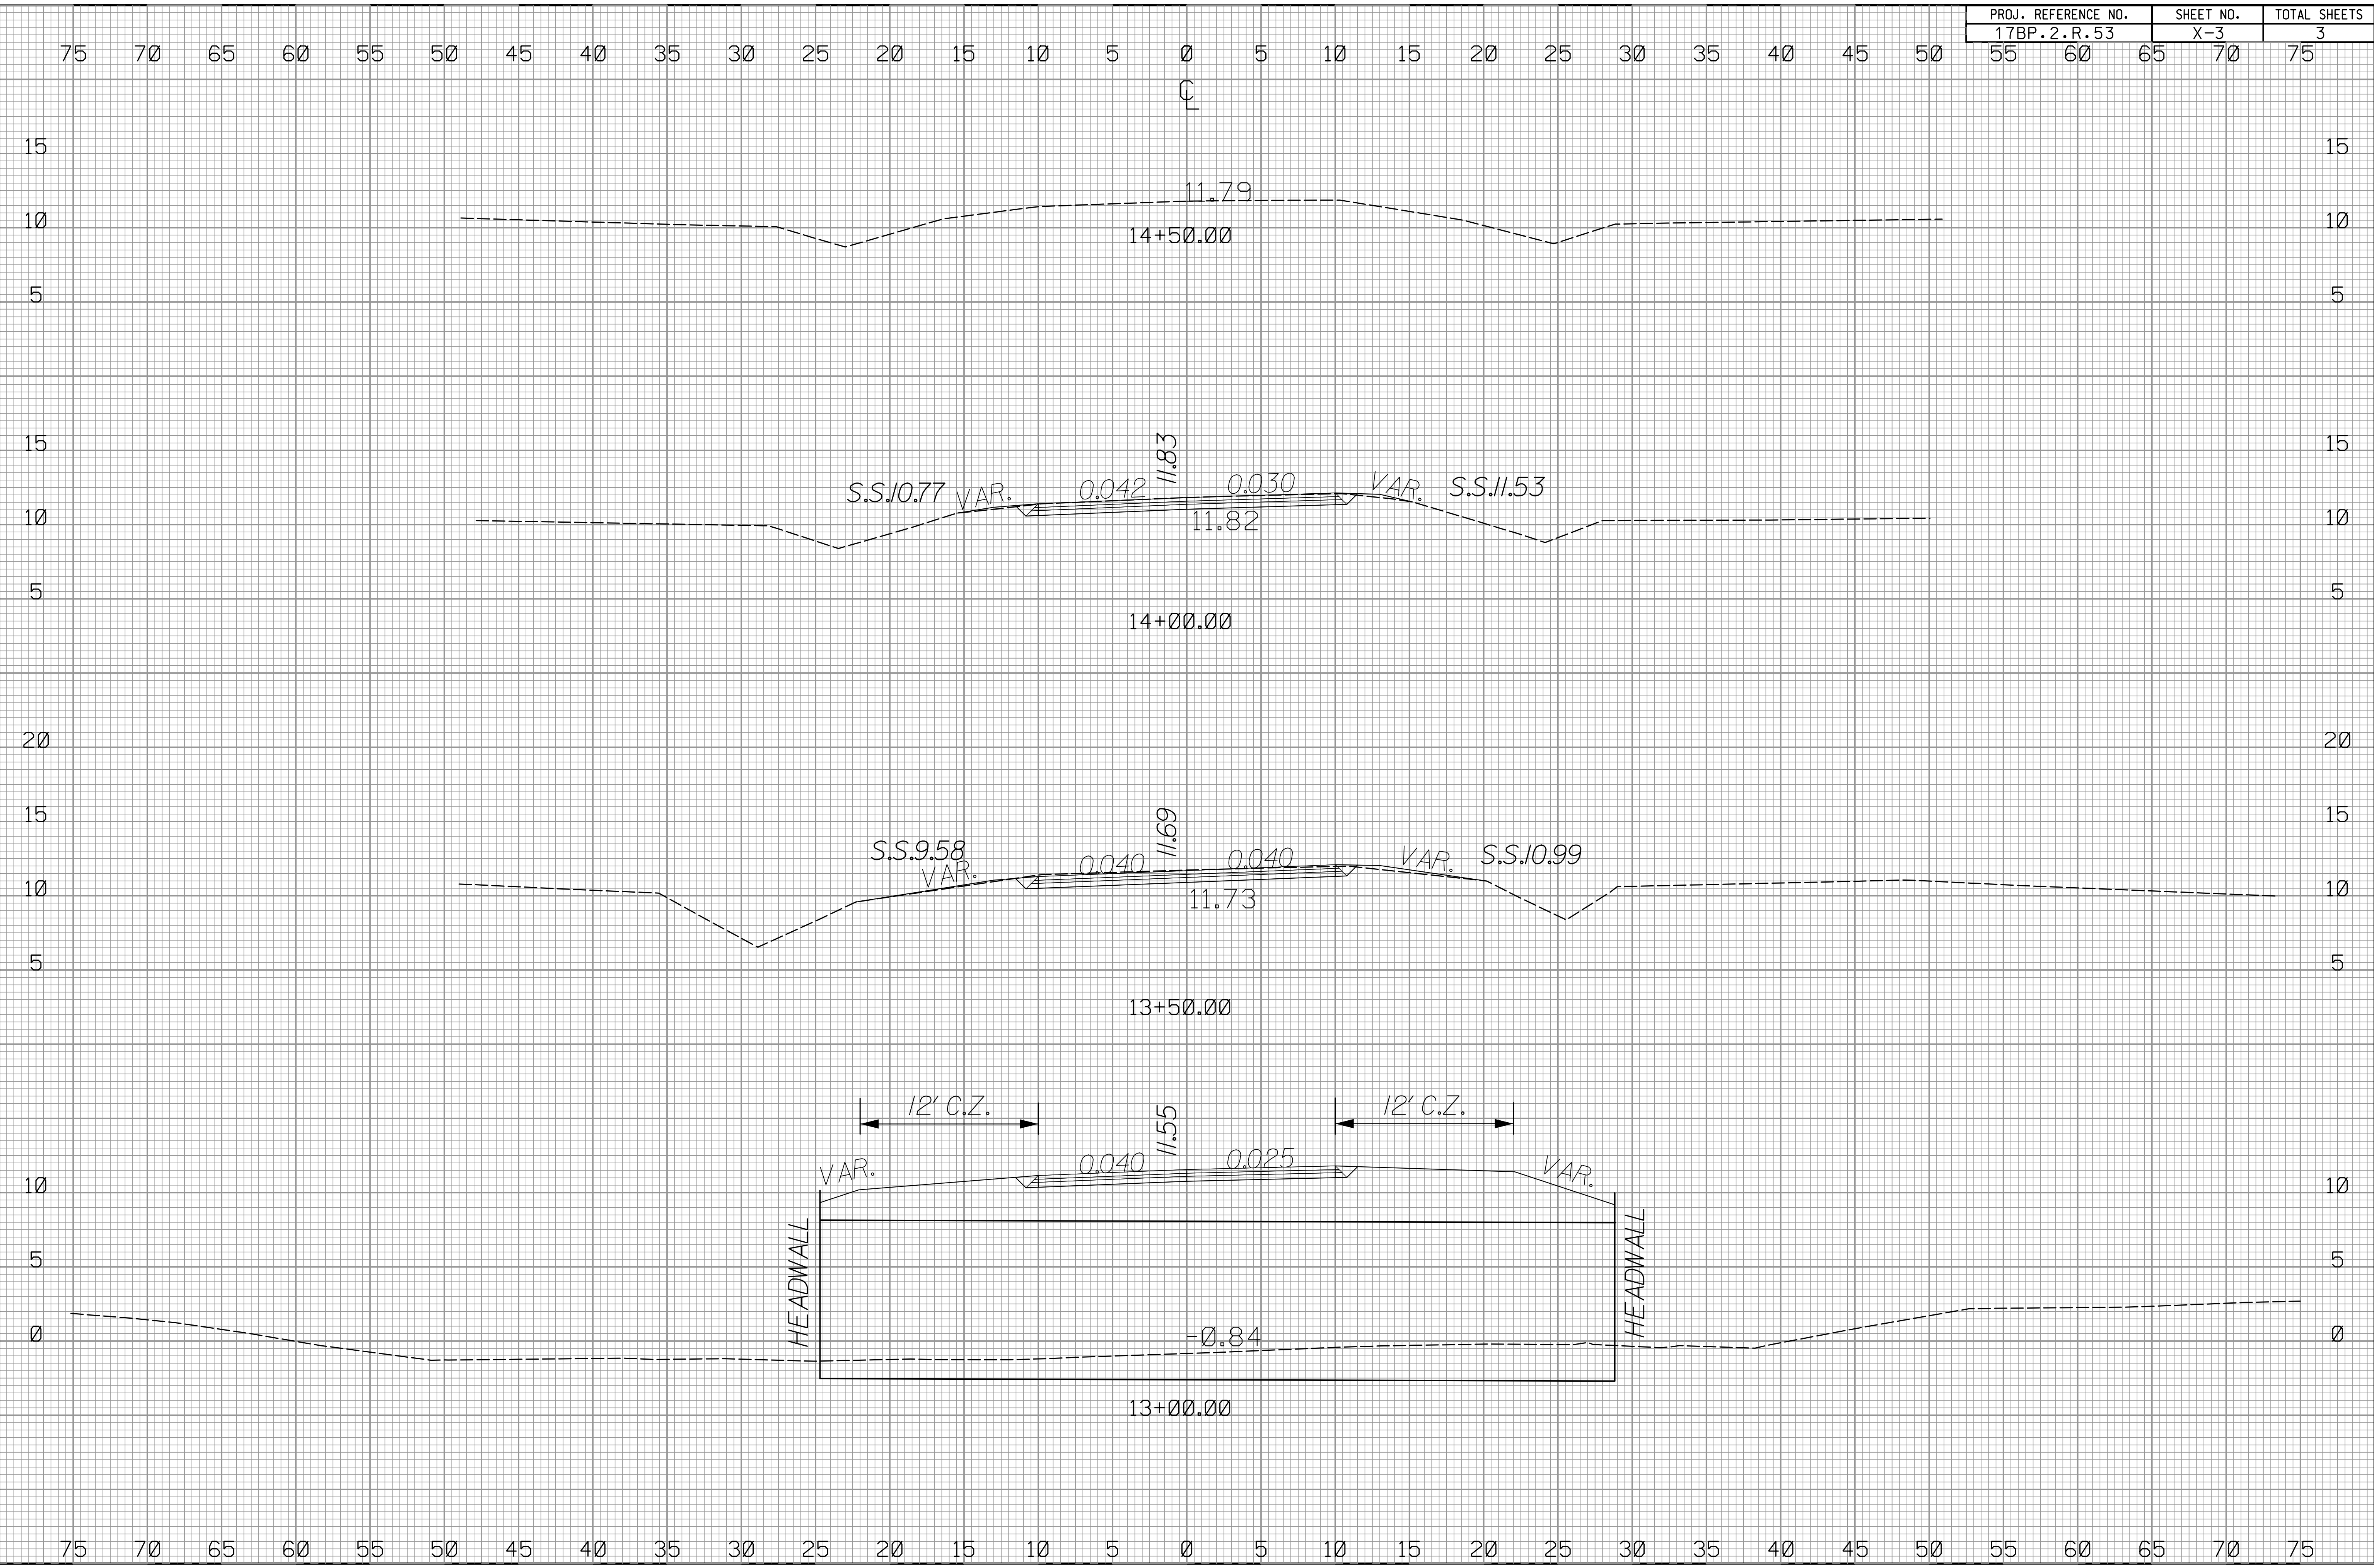 PROJ. REFERENCE NO. SHEET NO. TOTAL SHEETS
17BP.2.R.53 X-3 3
75 70 65 60 55 50 45 40 35 30 25 20 15 10 5 0 5 10 15 20 25 30 35 40 45 50 55 60 65 70 75
℄
15 15
11.79
10 10
14+50.00
5 5
15 15
11.83
S.S.10.77 VAR. 0.042 0.030 VAR. S.S.11.53
10 11.82 10
5 5
14+00.00
20 20
15 15
11.69
S.S.9.58 VAR. 0.040 0.040 VAR. S.S.10.99
10 11.73 10
5 5
13+50.00
12' C.Z. 12' C.Z.
11.55
VAR. 0.040 0.025 VAR.
10 10
HEADWALL HEADWALL
5 5
0 -0.84 0
13+00.00
75 70 65 60 55 50 45 40 35 30 25 20 15 10 5 0 5 10 15 20 25 30 35 40 45 50 55 60 65 70 75